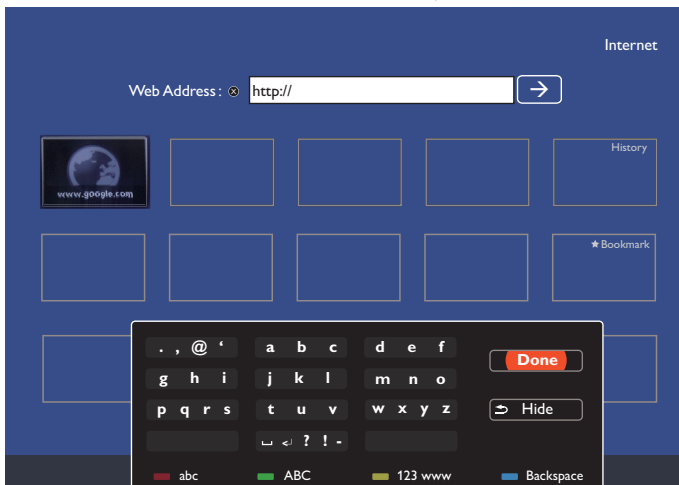 Internet
Web Address : ⊗ http:// →
History
www.google.com
★Bookmark
. , @ ‘ a b c d e f
Done
g h i j k l m n o
p q r s t u v w x y z Hide
⎵ ↵ ? ! -
abc ABC 123 www Backspace